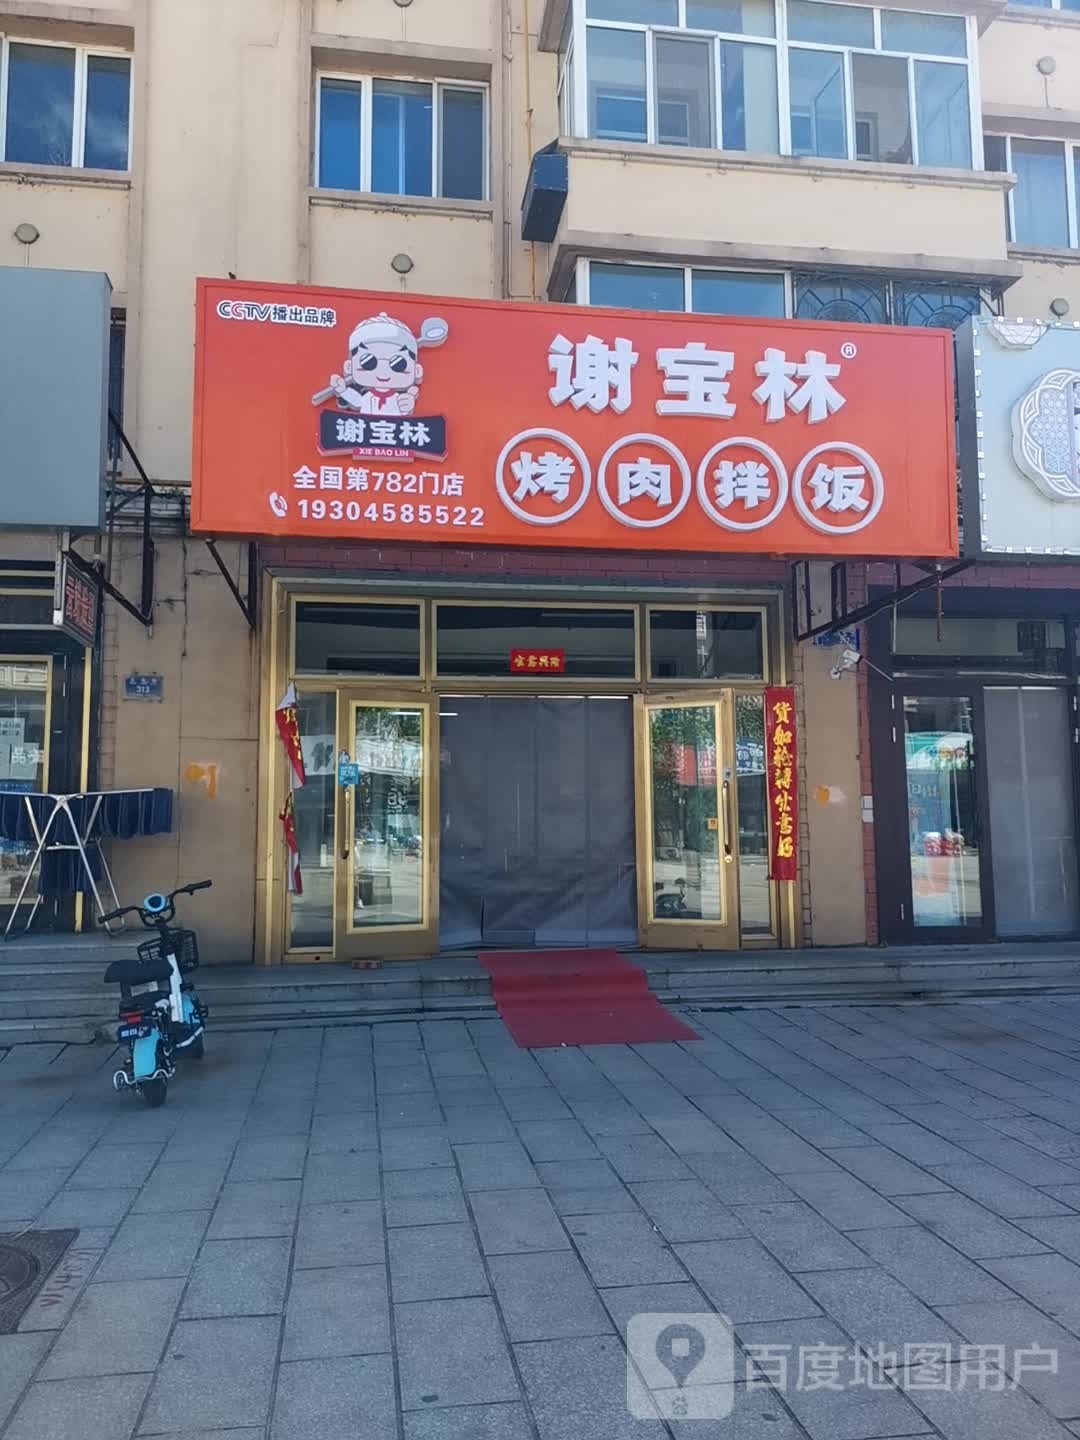 CCTV播出品牌
谢宝林®
谢宝林
XIE BAO LIN
烤肉拌饭
全国第782门店
19304585522
313
货如轮转生意好
百度地图用户